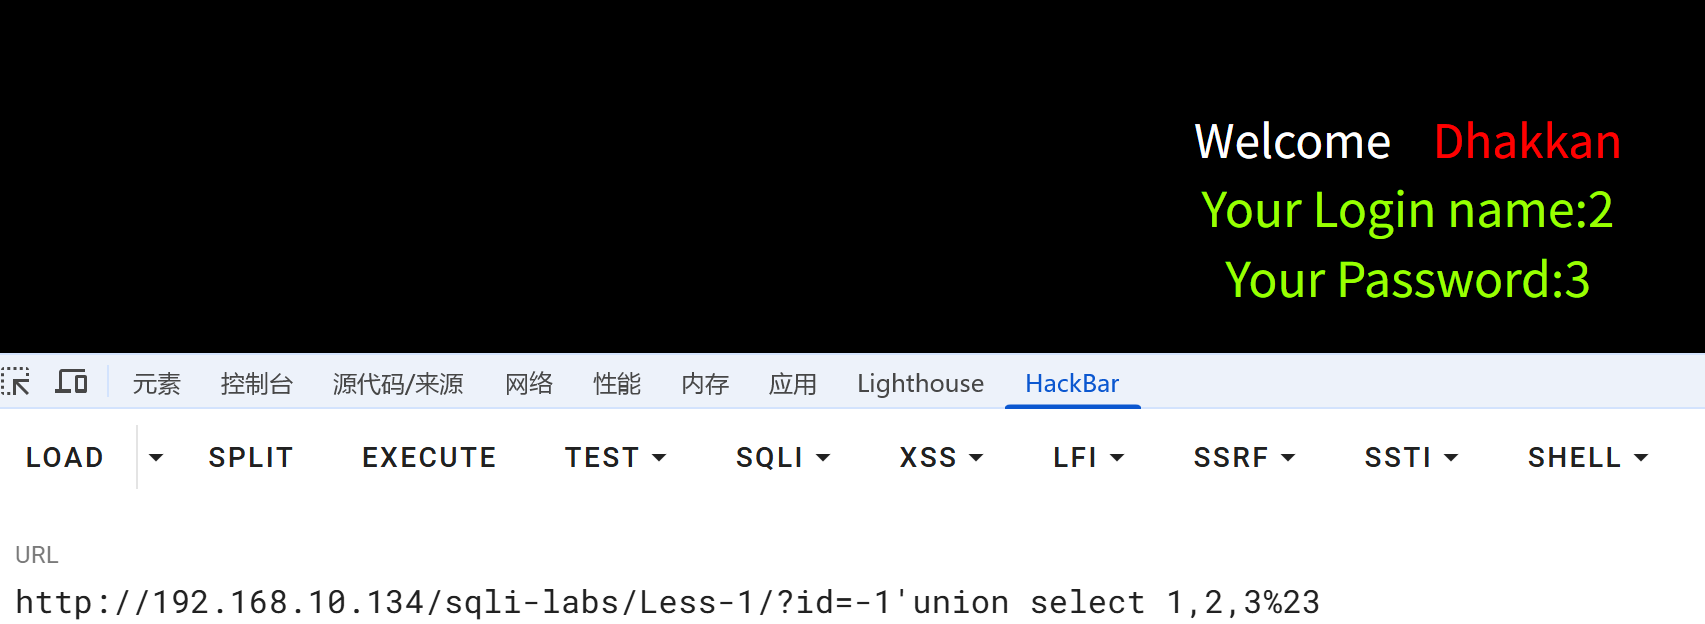 Welcome Dhakkan
Your Login name:2
Your Password:3
元素 控制台 源代码/来源 网络 性能 内存 应用 Lighthouse HackBar
LOAD SPLIT EXECUTE TEST SQLI XSS LFI SSRF SSTI SHELL
URL
http://192.168.10.134/sqli-labs/Less-1/?id=-1'union select 1,2,3%23